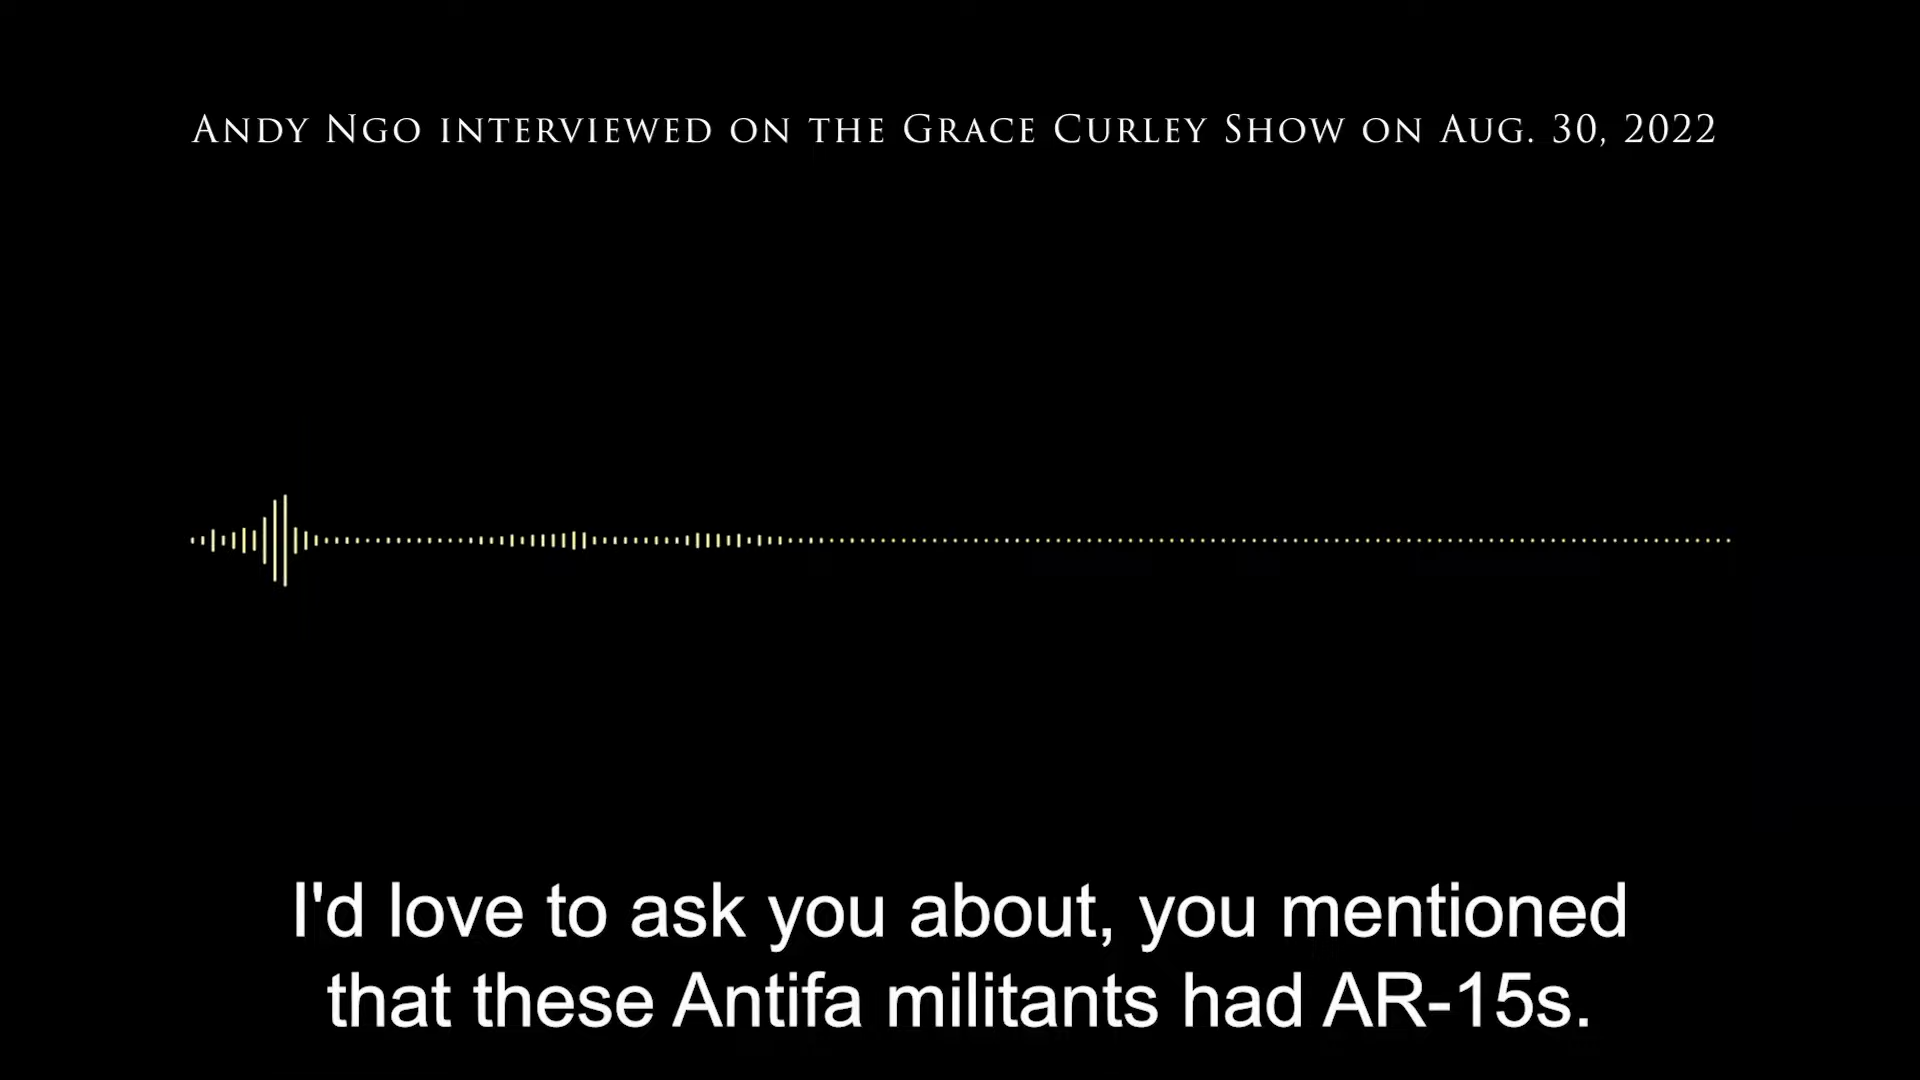 Andy Ngo interviewed on the Grace Curley Show on Aug. 30, 2022
I'd love to ask you about, you mentioned
that these Antifa militants had AR-15s.